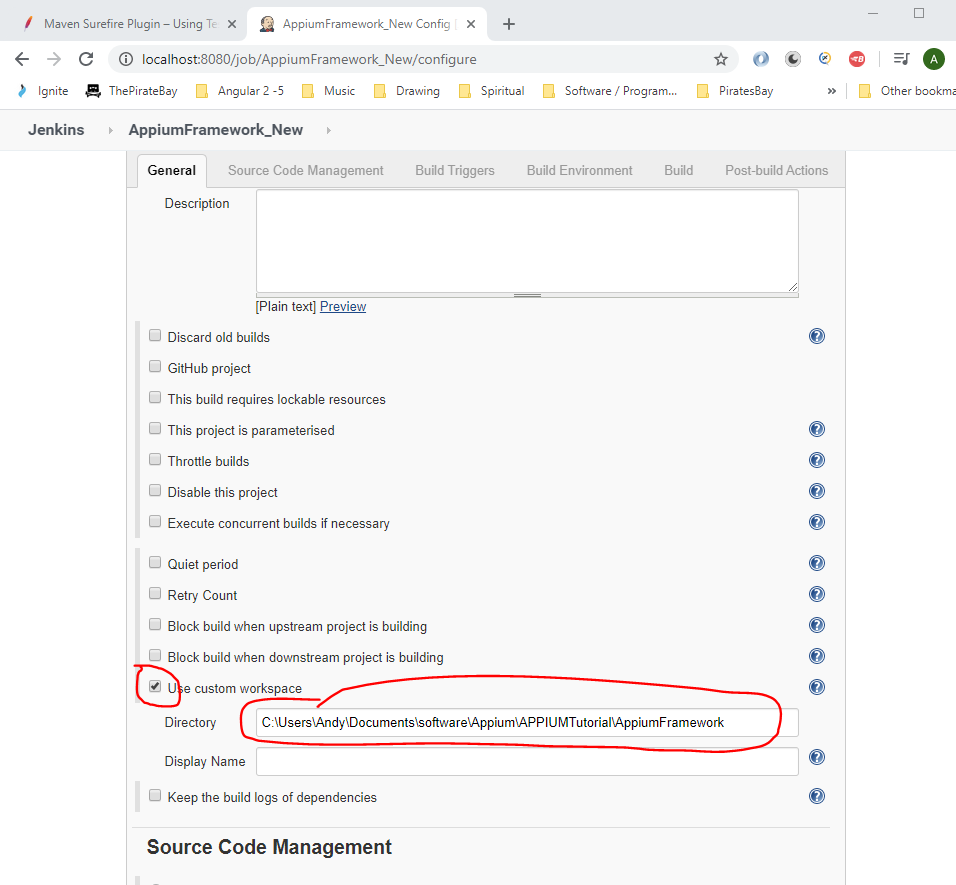 Maven Surefire Plugin – Using Te
AppiumFramework_New Config
localhost:8080/job/AppiumFramework_New/configure
A
Ignite ThePirateBay Angular 2 -5 Music Drawing Spiritual Software / Program... PiratesBay » Other bookma
Jenkins AppiumFramework_New
General Source Code Management Build Triggers Build Environment Build Post-build Actions
Description
[Plain text] Preview
Discard old builds
GitHub project
This build requires lockable resources
This project is parameterised
Throttle builds
Disable this project
Execute concurrent builds if necessary
Quiet period
Retry Count
Block build when upstream project is building
Block build when downstream project is building
Use custom workspace
Directory C:\Users\Andy\Documents\software\Appium\APPIUMTutorial\AppiumFramework
Display Name
Keep the build logs of dependencies
Source Code Management